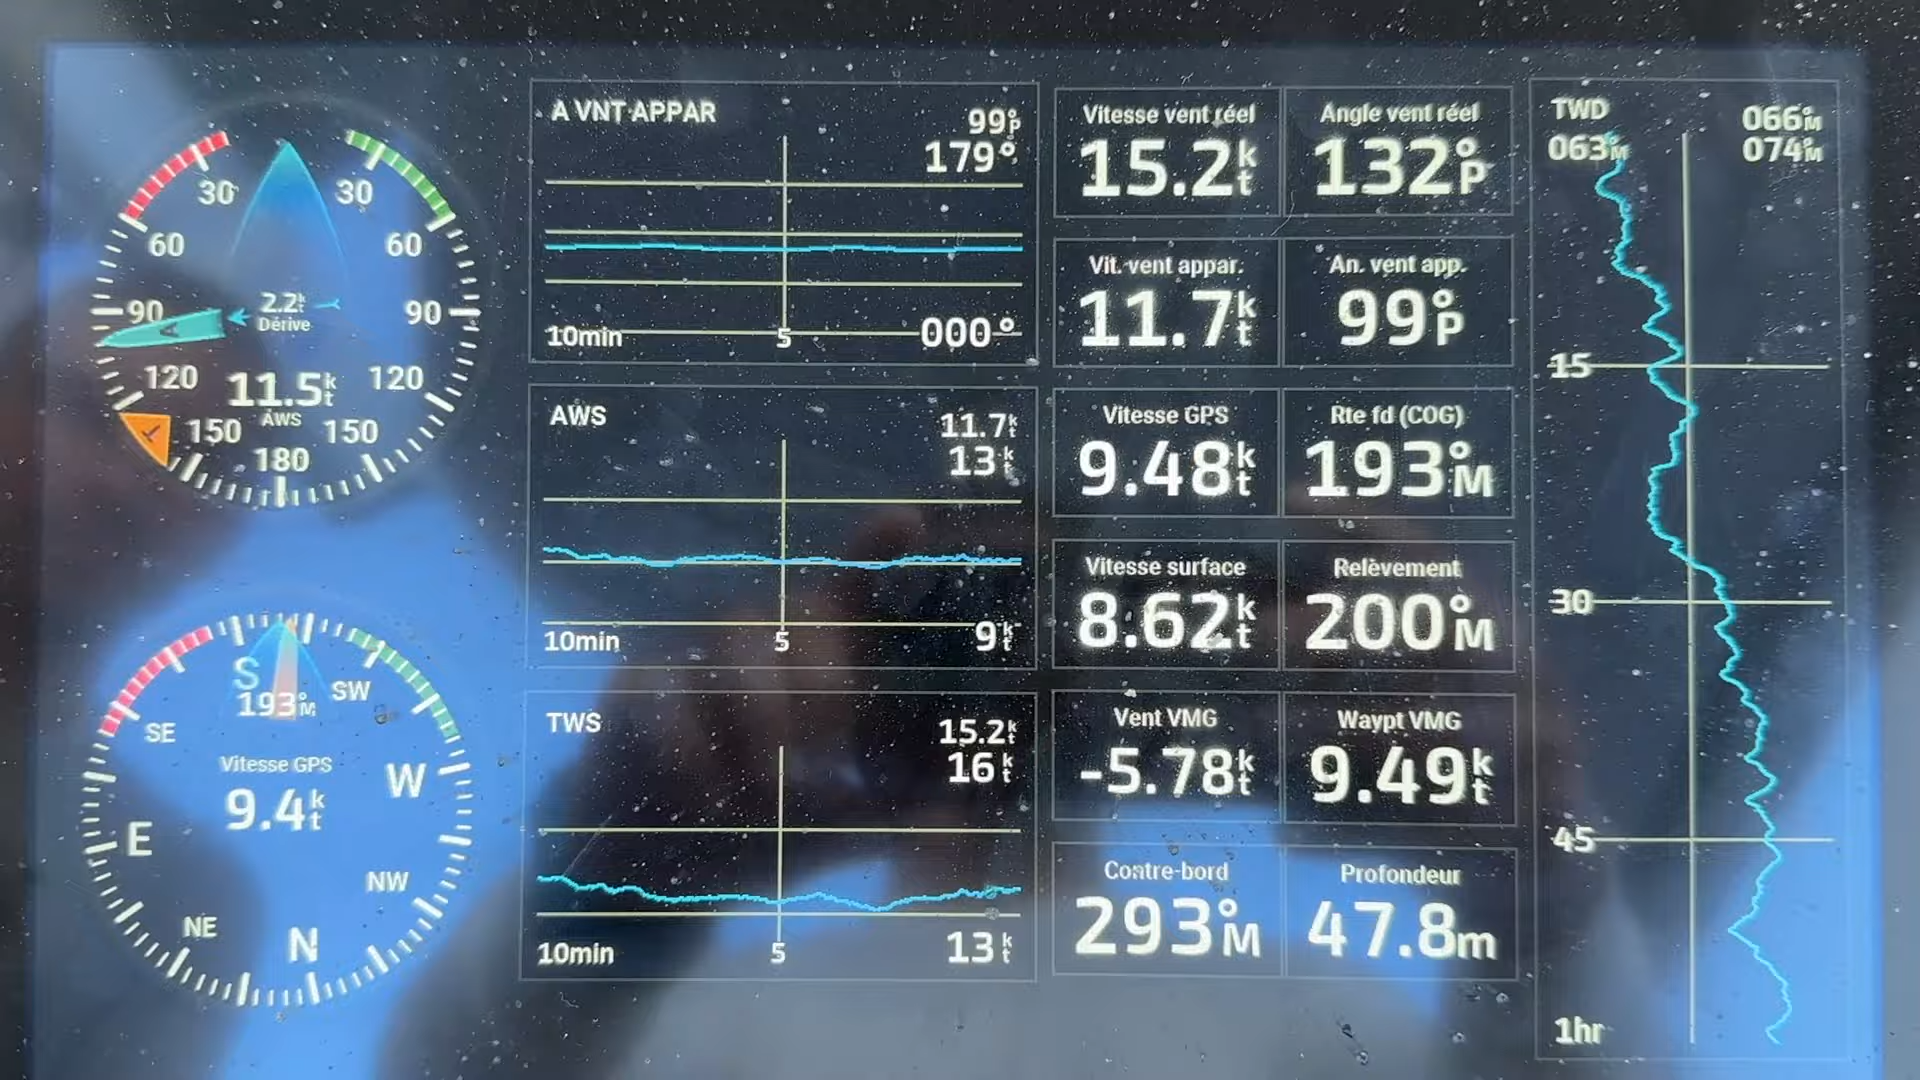 30 30
60 60
90 2.2kt 90
Dérive
A
120 11.5kt 120
AWS
T 150 150
180
S
193°M SW
SE
Vitesse GPS
9.4kt W
E
NW
NE
N
A VNT APPAR 99°P
179°
10min 5 000°
AWS 11.7kt
13kt
10min 5 9kt
TWS 15.2kt
16kt
10min 5 13kt
Vitesse vent réel Angle vent réel
15.2kt 132°P
Vit. vent appar. An. vent app.
11.7kt 99°P
Vitesse GPS Rte fd (COG)
9.48kt 193°M
Vitesse surface Relèvement
8.62kt 200°M
Vent VMG Waypt VMG
-5.78kt 9.49kt
Contre-bord Profondeur
293°M 47.8m
TWD 066°M
063°M 074°M
15
30
45
1hr